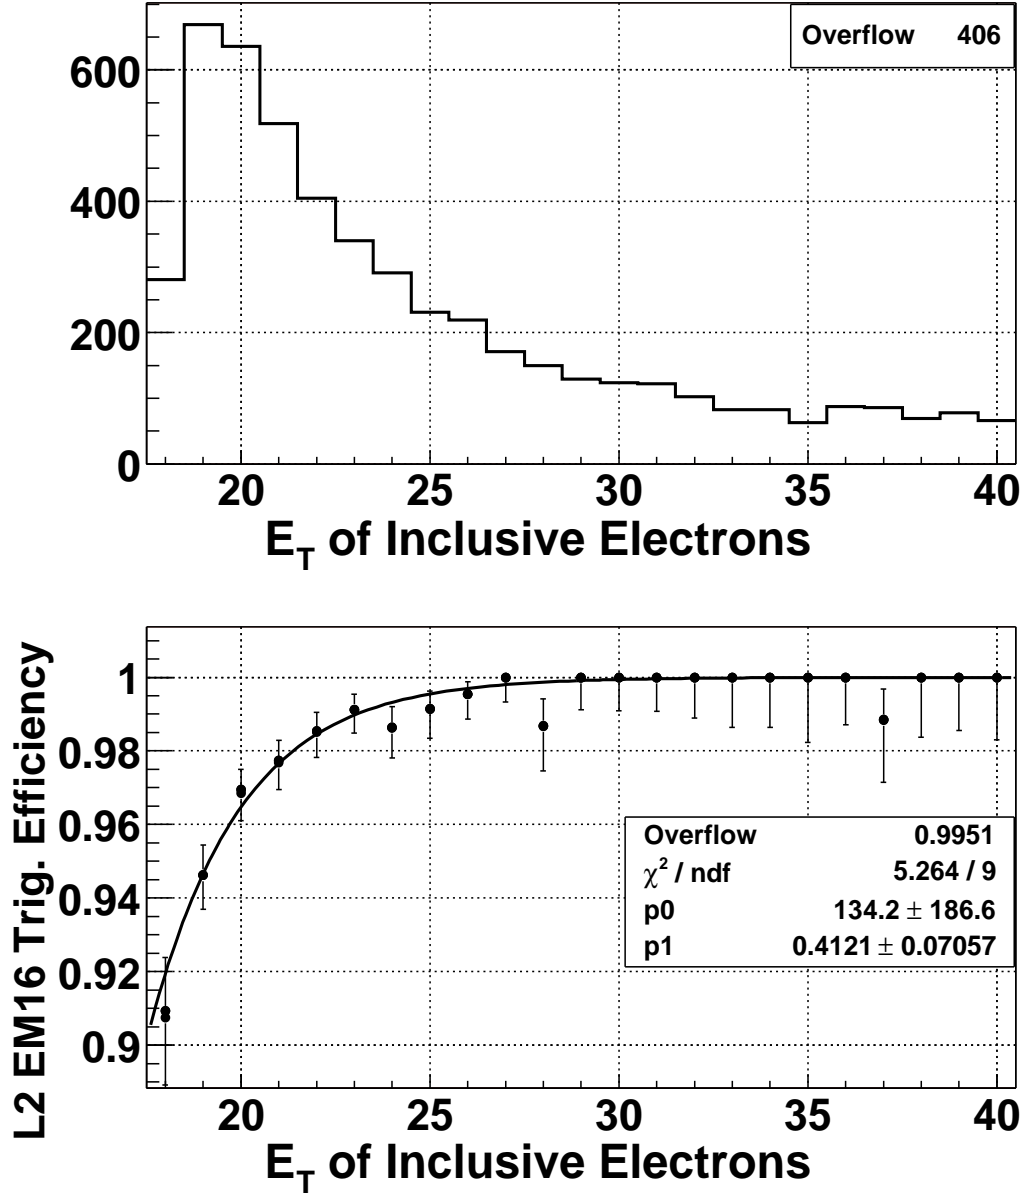 Overflow 406
600
400
200
0
20 25 30 35 40
E_T of Inclusive Electrons
L2 EM16 Trig. Efficiency
1
0.98
0.96
0.94
0.92
0.9
Overflow 0.9951
χ² / ndf 5.264 / 9
p0 134.2 ± 186.6
p1 0.4121 ± 0.07057
20 25 30 35 40
E_T of Inclusive Electrons